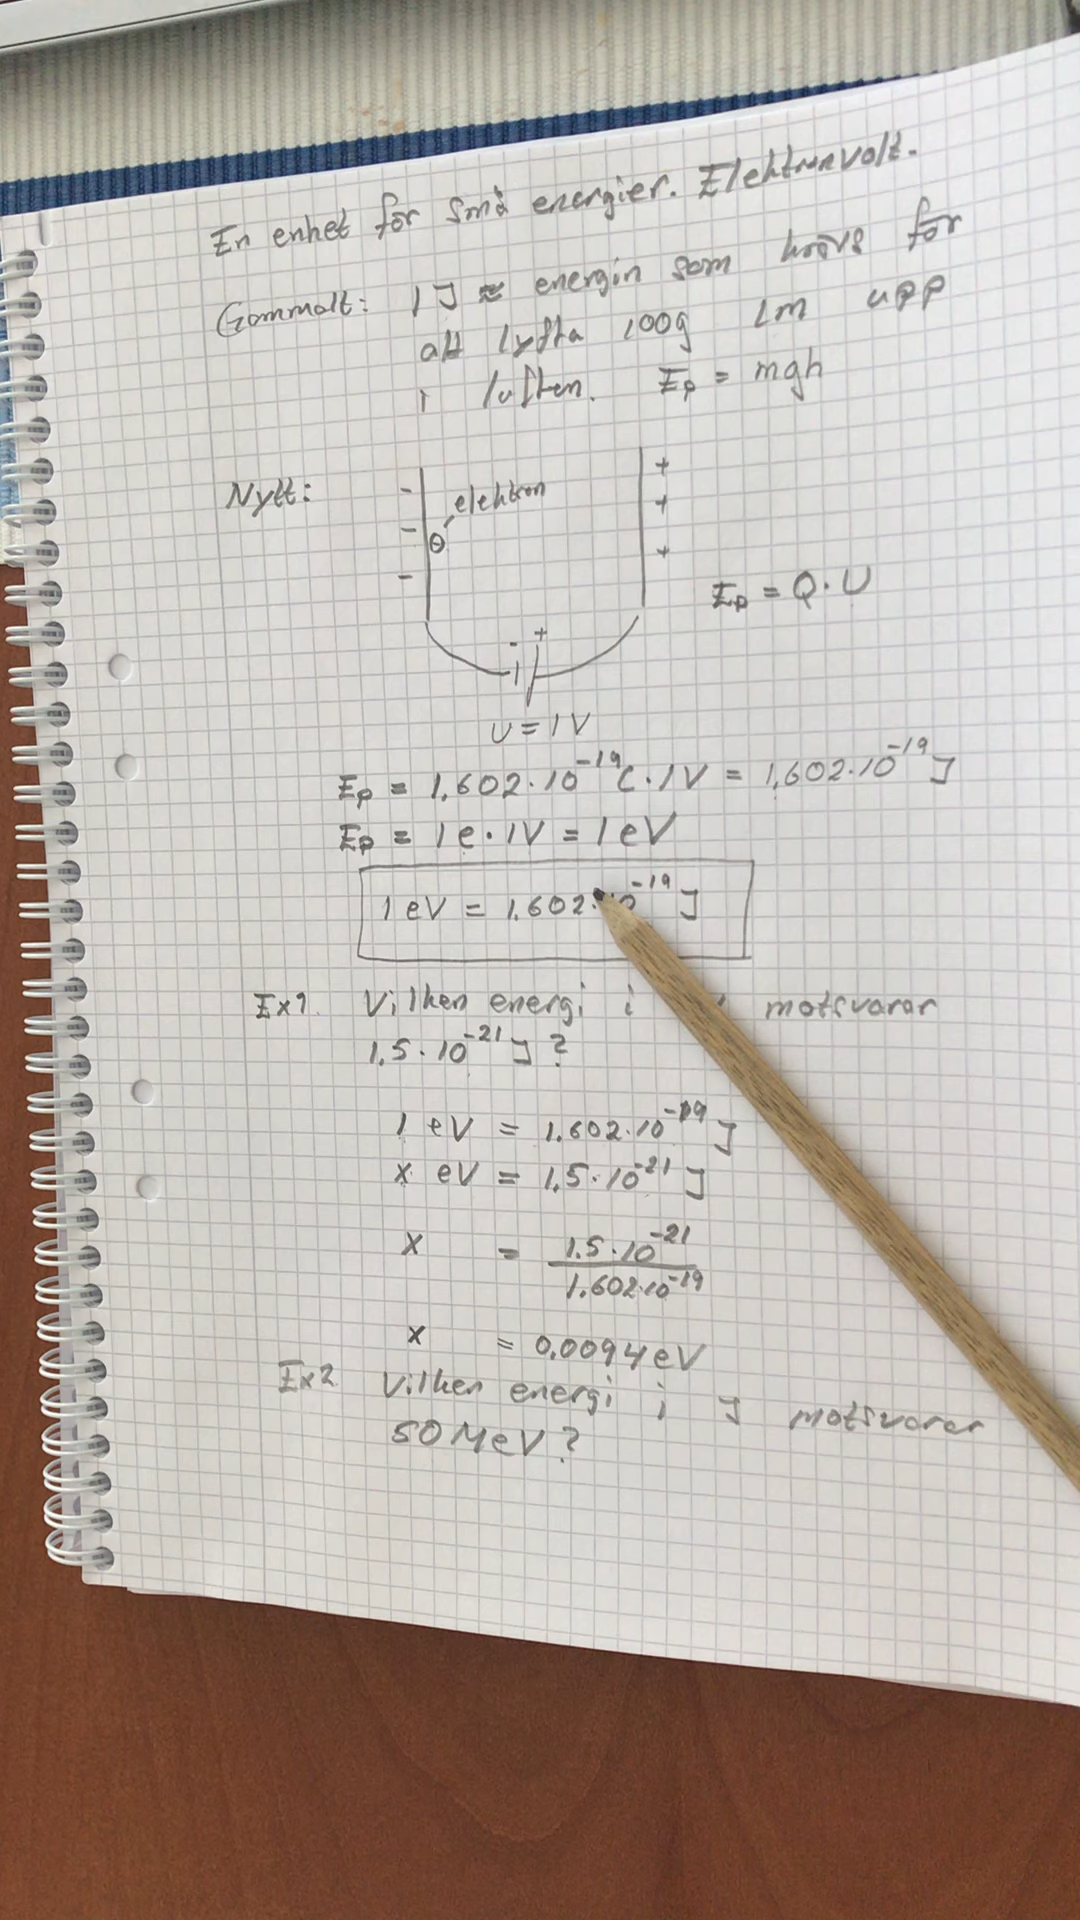 En enhet för små energier. Elektronvolt.
Gammalt: 1 J ≈ energin som krävs för
att lyfta 100g 1m upp
i luften. Ep = mgh
Nytt:
- +
elektron
- ⊖ +
- +
Ep = Q·U
- +
U = 1V
Ep = 1,602·10^-19 C · 1V = 1,602·10^-19 J
Ep = 1e · 1V = 1eV
1 eV = 1,602·10^-19 J
Ex1. Vilken energi i motsvarar
1,5·10^-21 J?
1 eV = 1,602·10^-19 J
x eV = 1,5·10^-21 J
x = 1,5·10^-21
1,602·10^-19
x = 0,0094 eV
Ex2. Vilken energi i J motsvarar
50 MeV?